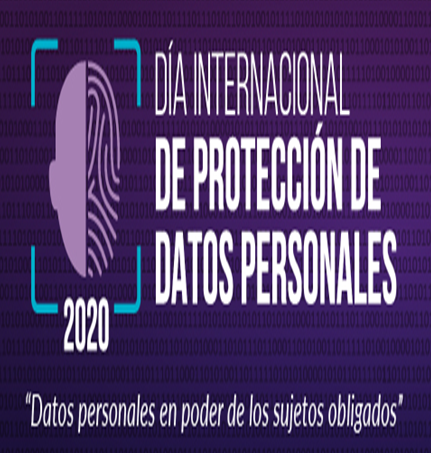 DÍA INTERNACIONAL
DE PROTECCIÓN DE
DATOS PERSONALES
2020
“Datos personales en poder de los sujetos obligados”